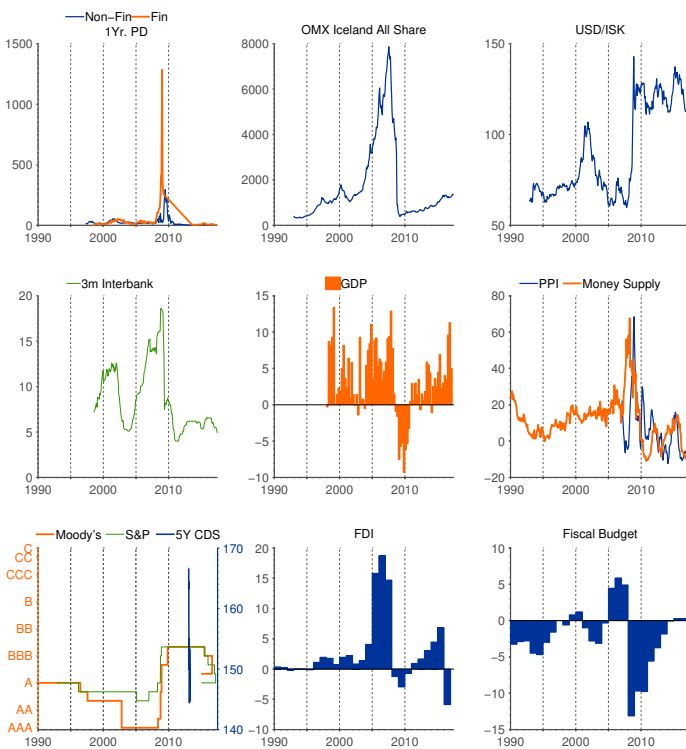 Non−Fin Fin
1Yr. PD
1500
1000
500
0
1990 2000 2010
OMX Iceland All Share
8000
6000
4000
2000
0
1990 2000 2010
USD/ISK
150
100
50
1990 2000 2010
3m Interbank
20
15
10
5
0
1990 2000 2010
GDP
15
10
5
0
−5
−10
1990 2000 2010
PPI Money Supply
80
60
40
20
0
−20
1990 2000 2010
Moody's S&P 5Y CDS
C
CC
CCC
B
BB
BBB
A
AA
AAA
170
160
150
140
1990 2000 2010
FDI
20
15
10
5
0
−5
−10
1990 2000 2010
Fiscal Budget
10
5
0
−5
−10
−15
1990 2000 2010